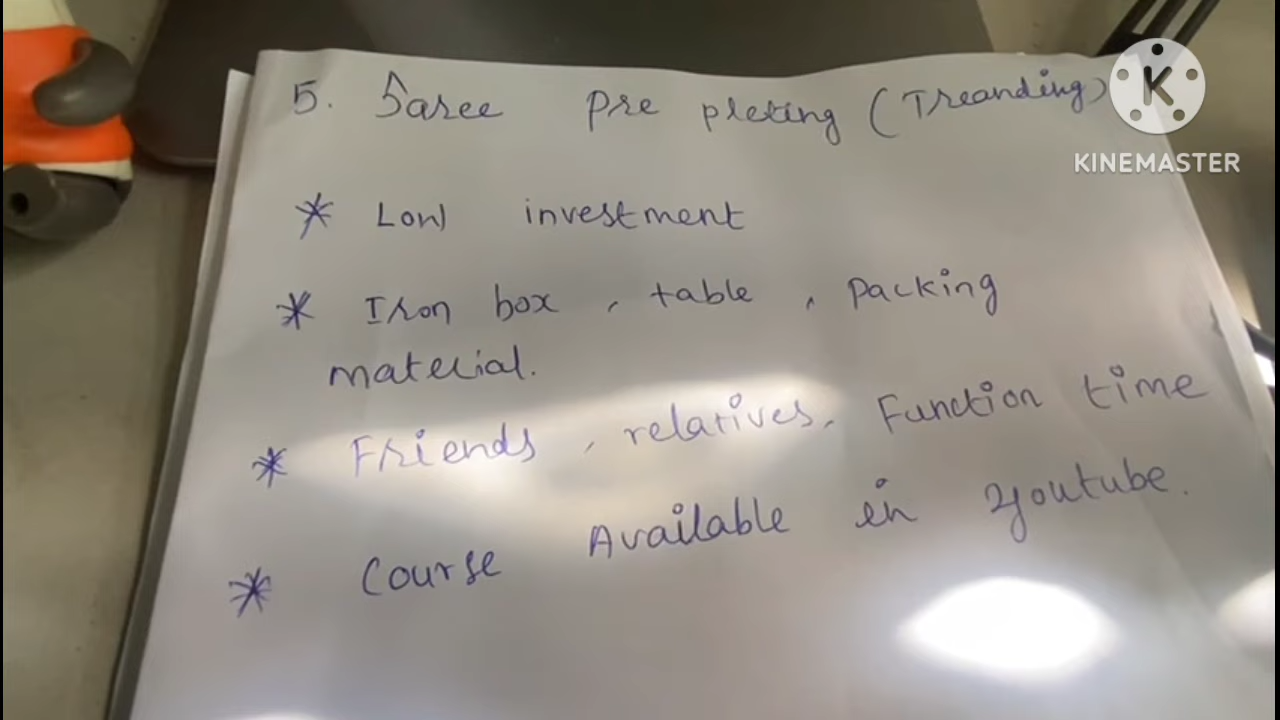 5. Saree Pre pleting (Treanding)
* Low investment
* Iron box, table, packing
material.
* Friends, relatives, Function time
* Course Available in Youtube.
K
KINEMASTER